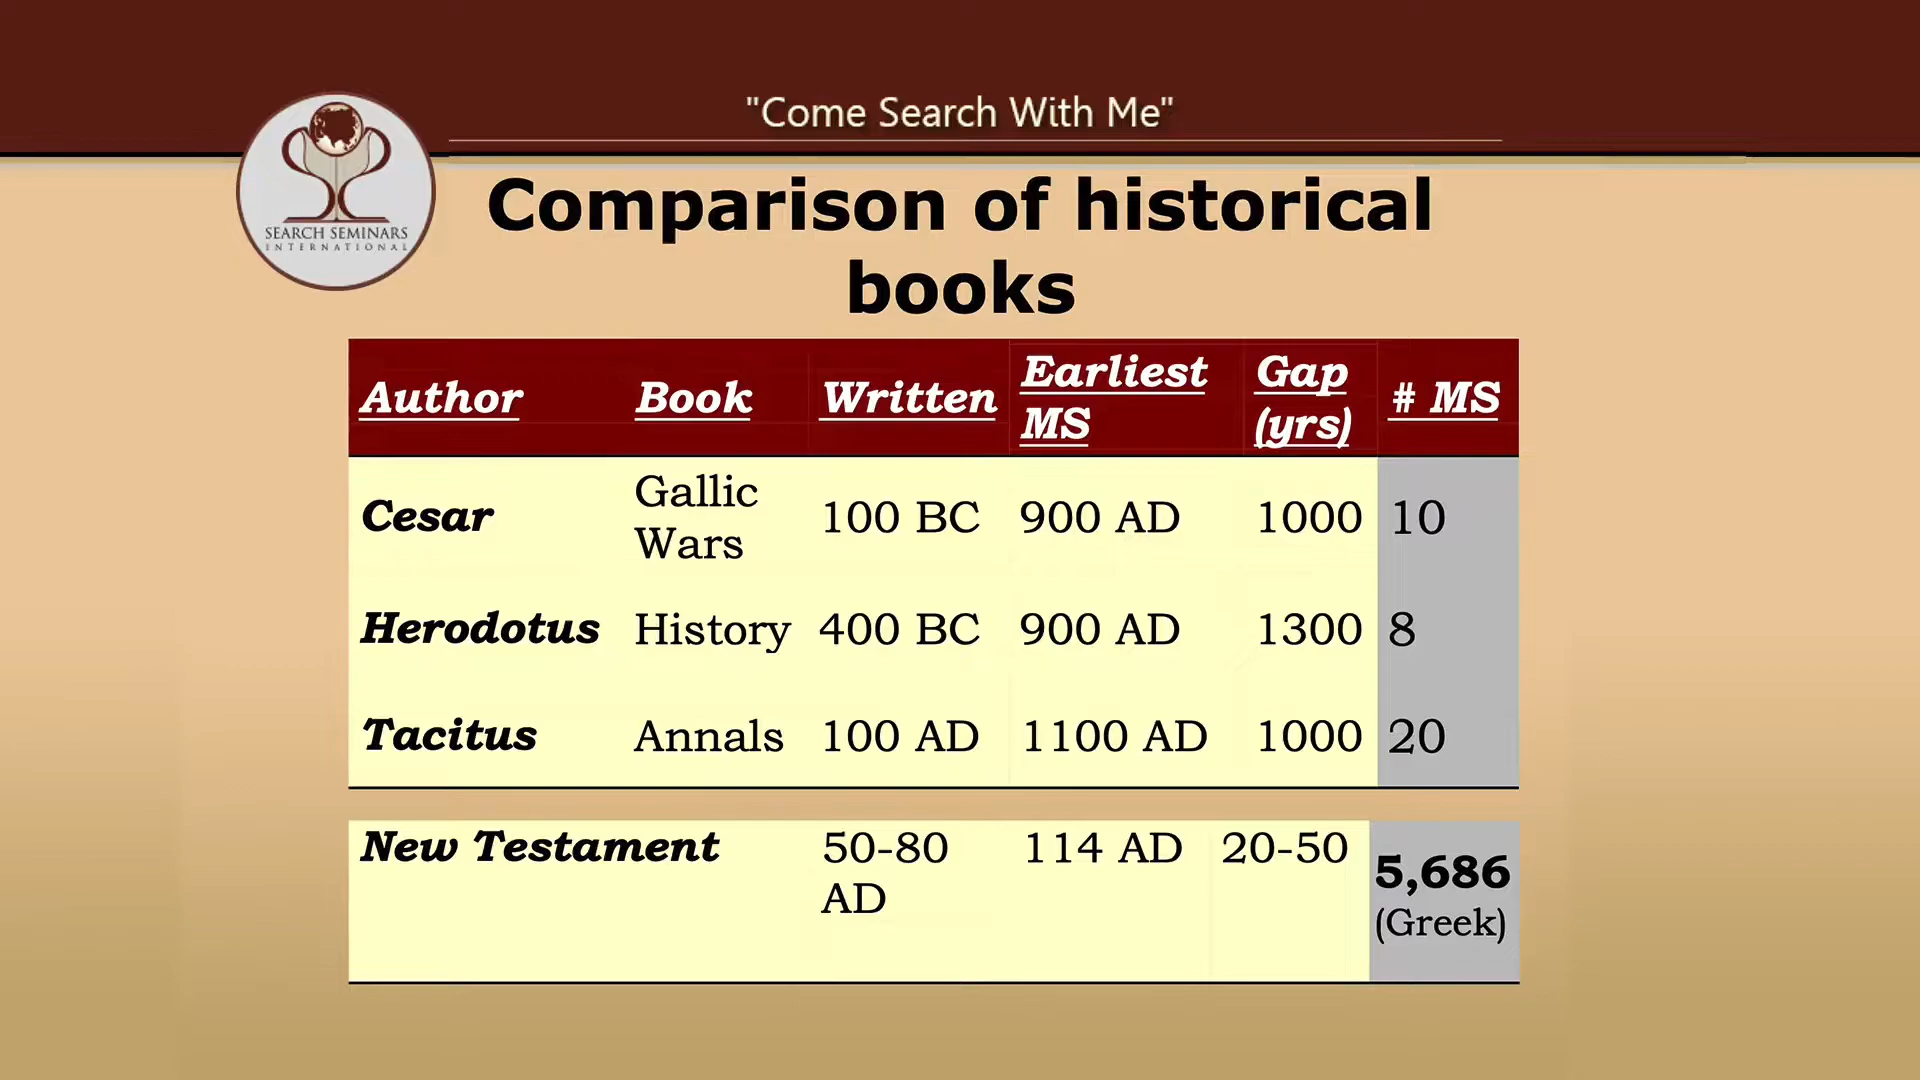 "Come Search With Me"
SEARCH SEMINARS
INTERNATIONAL
Comparison of historical
books
Author Book Written Earliest MS Gap (yrs) # MS
Cesar Gallic Wars 100 BC 900 AD 1000 10
Herodotus History 400 BC 900 AD 1300 8
Tacitus Annals 100 AD 1100 AD 1000 20
New Testament 50-80 AD 114 AD 20-50 5,686 (Greek)